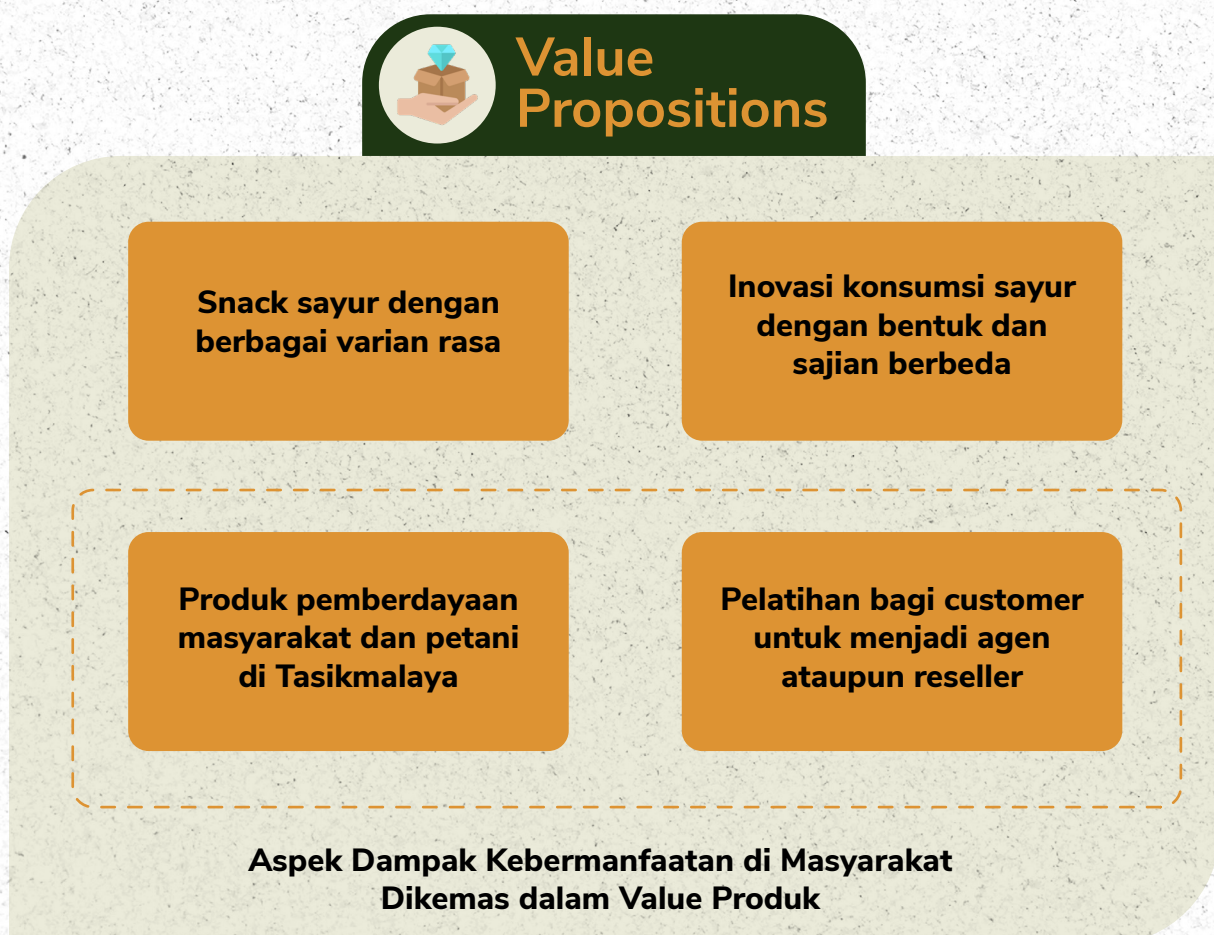 Value
Propositions
Snack sayur dengan
berbagai varian rasa
Inovasi konsumsi sayur
dengan bentuk dan
sajian berbeda
Produk pemberdayaan
masyarakat dan petani
di Tasikmalaya
Pelatihan bagi customer
untuk menjadi agen
ataupun reseller
Aspek Dampak Kebermanfaatan di Masyarakat
Dikemas dalam Value Produk